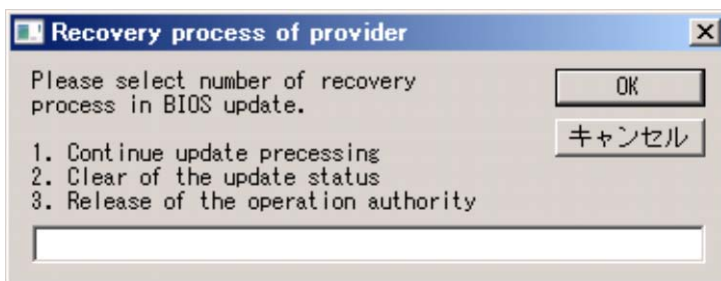 Recovery process of provider
Please select number of recovery
process in BIOS update.
OK
キャンセル
1. Continue update precessing
2. Clear of the update status
3. Release of the operation authority